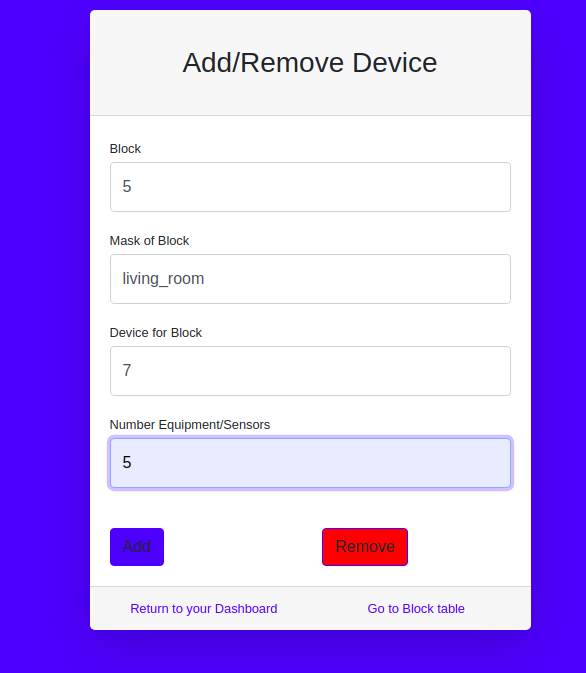 Add/Remove Device
Block
5
Mask of Block
living_room
Device for Block
7
Number Equipment/Sensors
5
Add Remove
Return to your Dashboard Go to Block table